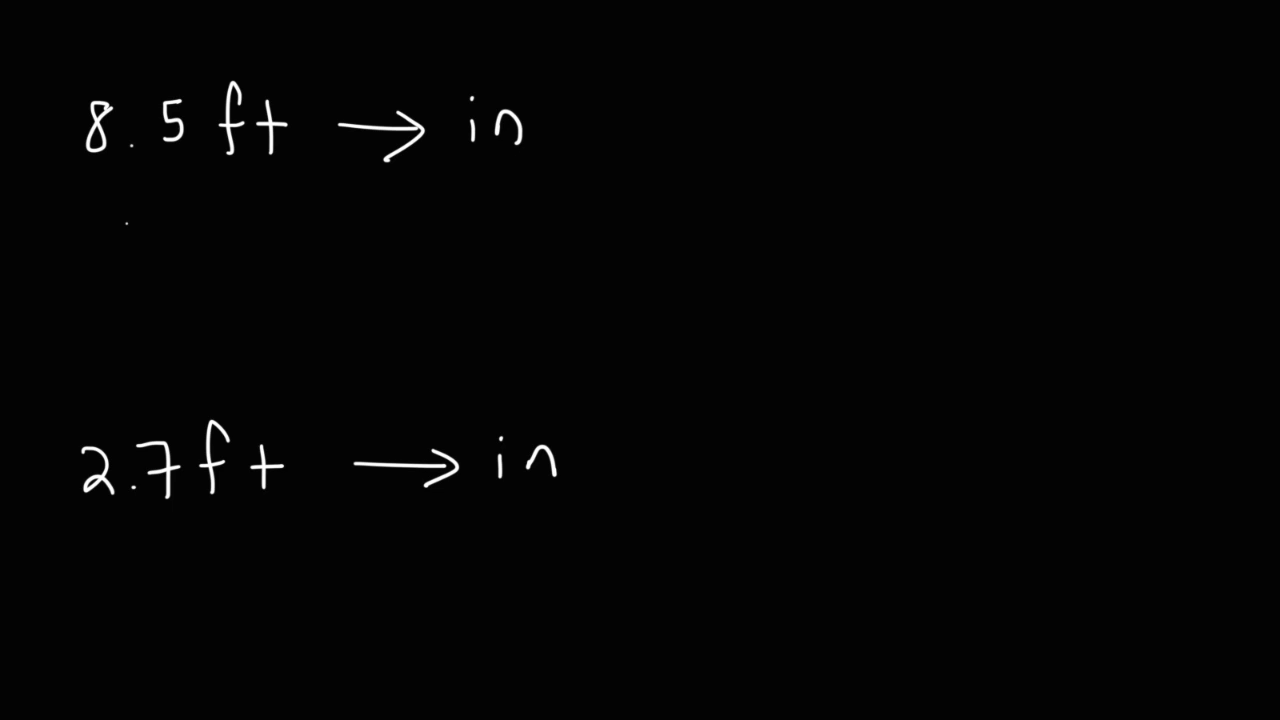 8.5 ft → in
2.7 ft → in